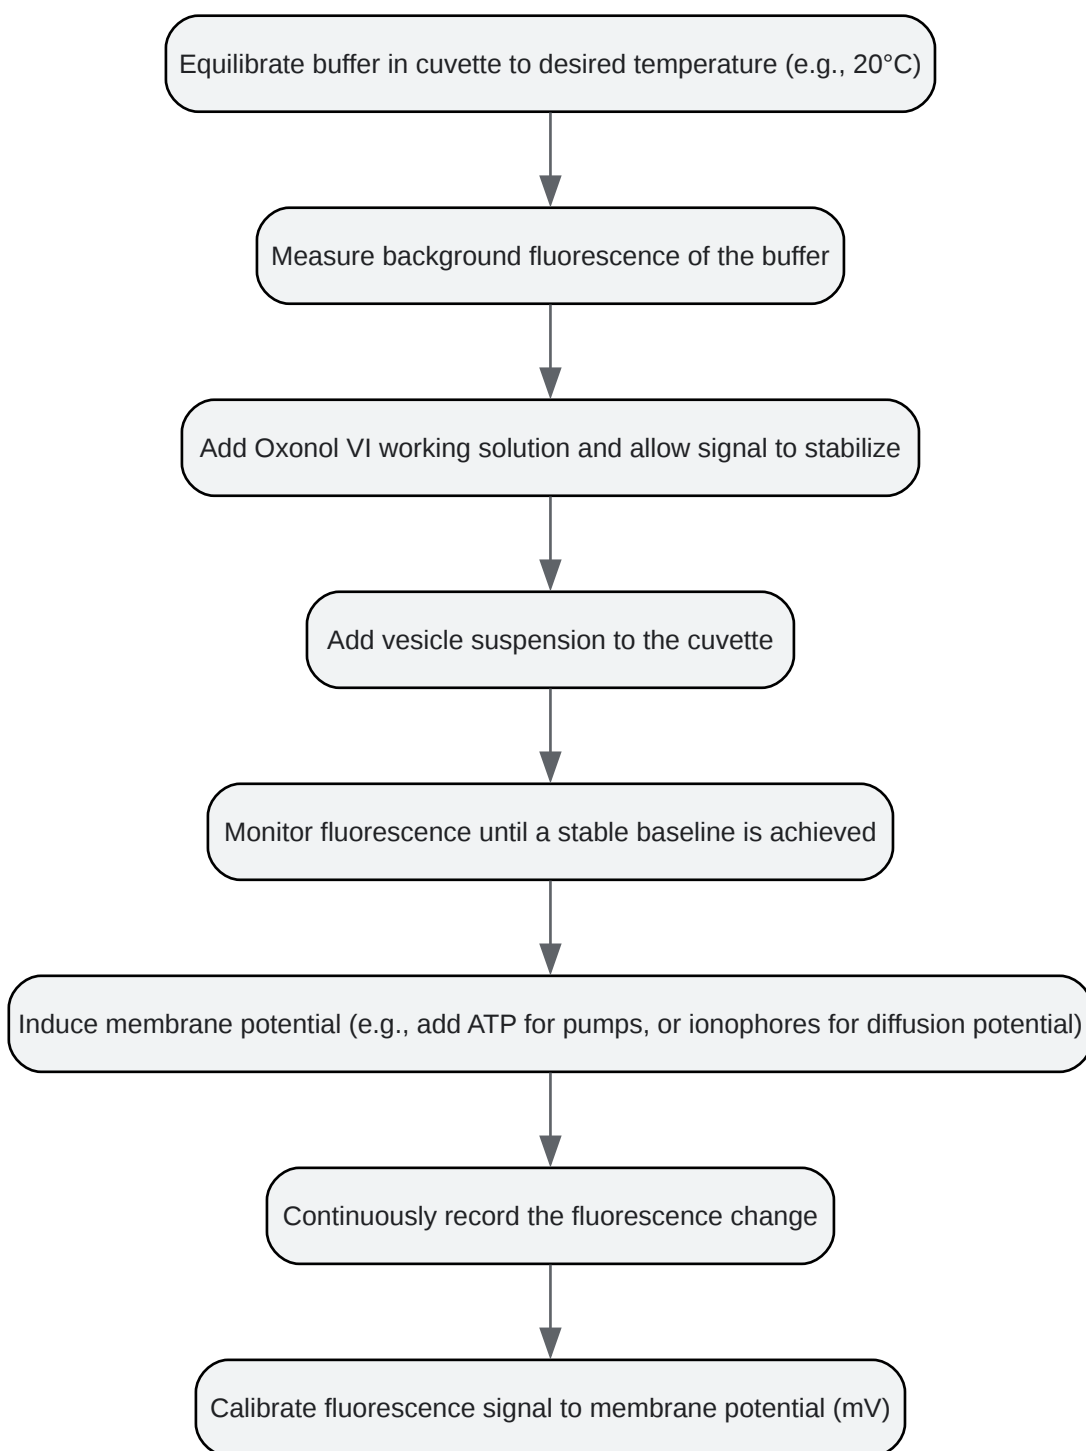 Equilibrate buffer in cuvette to desired temperature (e.g., 20°C)
Measure background fluorescence of the buffer
Add Oxonol VI working solution and allow signal to stabilize
Add vesicle suspension to the cuvette
Monitor fluorescence until a stable baseline is achieved
Induce membrane potential (e.g., add ATP for pumps, or ionophores for diffusion potential)
Continuously record the fluorescence change
Calibrate fluorescence signal to membrane potential (mV)